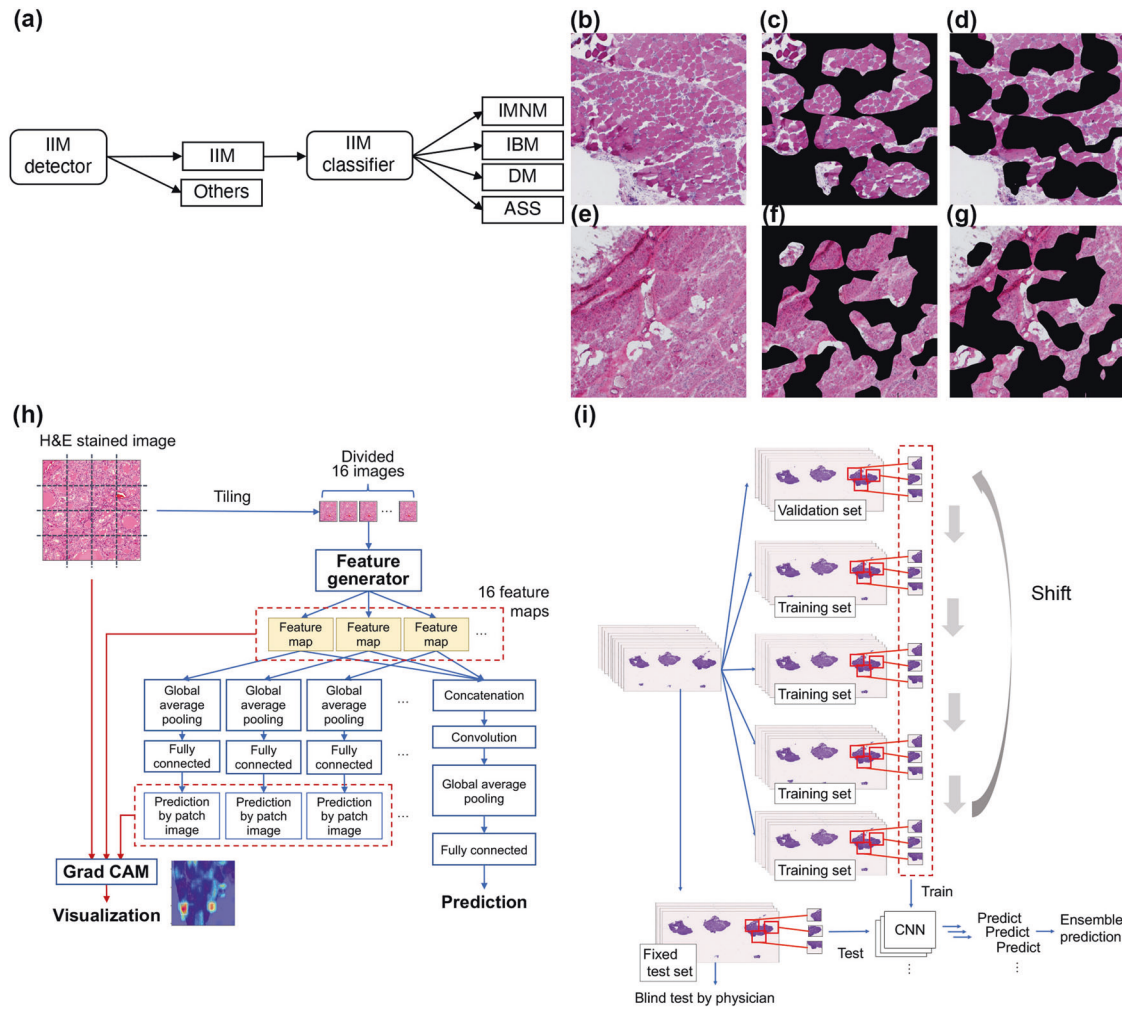 (a)
IIM
detector
IIM
Others
IIM
classifier
IMNM
IBM
DM
ASS
(b)
(c)
(d)
(e)
(f)
(g)
(h)
H&E stained image
Tiling
Divided
16 images
...
Feature
generator
16 feature
maps
Feature
map
Feature
map
Feature
map
...
Global
average
pooling
Global
average
pooling
Global
average
pooling
...
Concatenation
Convolution
Fully
connected
Fully
connected
Fully
connected
...
Global average
pooling
Prediction
by patch
image
Prediction
by patch
image
Prediction
by patch
image
...
Fully connected
Grad CAM
Visualization
Prediction
(i)
Validation set
Training set
Training set
Training set
Training set
Shift
Train
Fixed
test set
Test
CNN
...
Predict
Predict
Predict
...
Ensemble
prediction
Blind test by physician